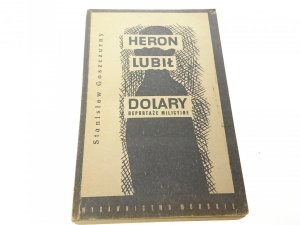 Stanisław Goszczurny
HERON
LUBIŁ
DOLARY
REPORTAŻE MILICYJNE
WYDAWNICTWO MORSKIE